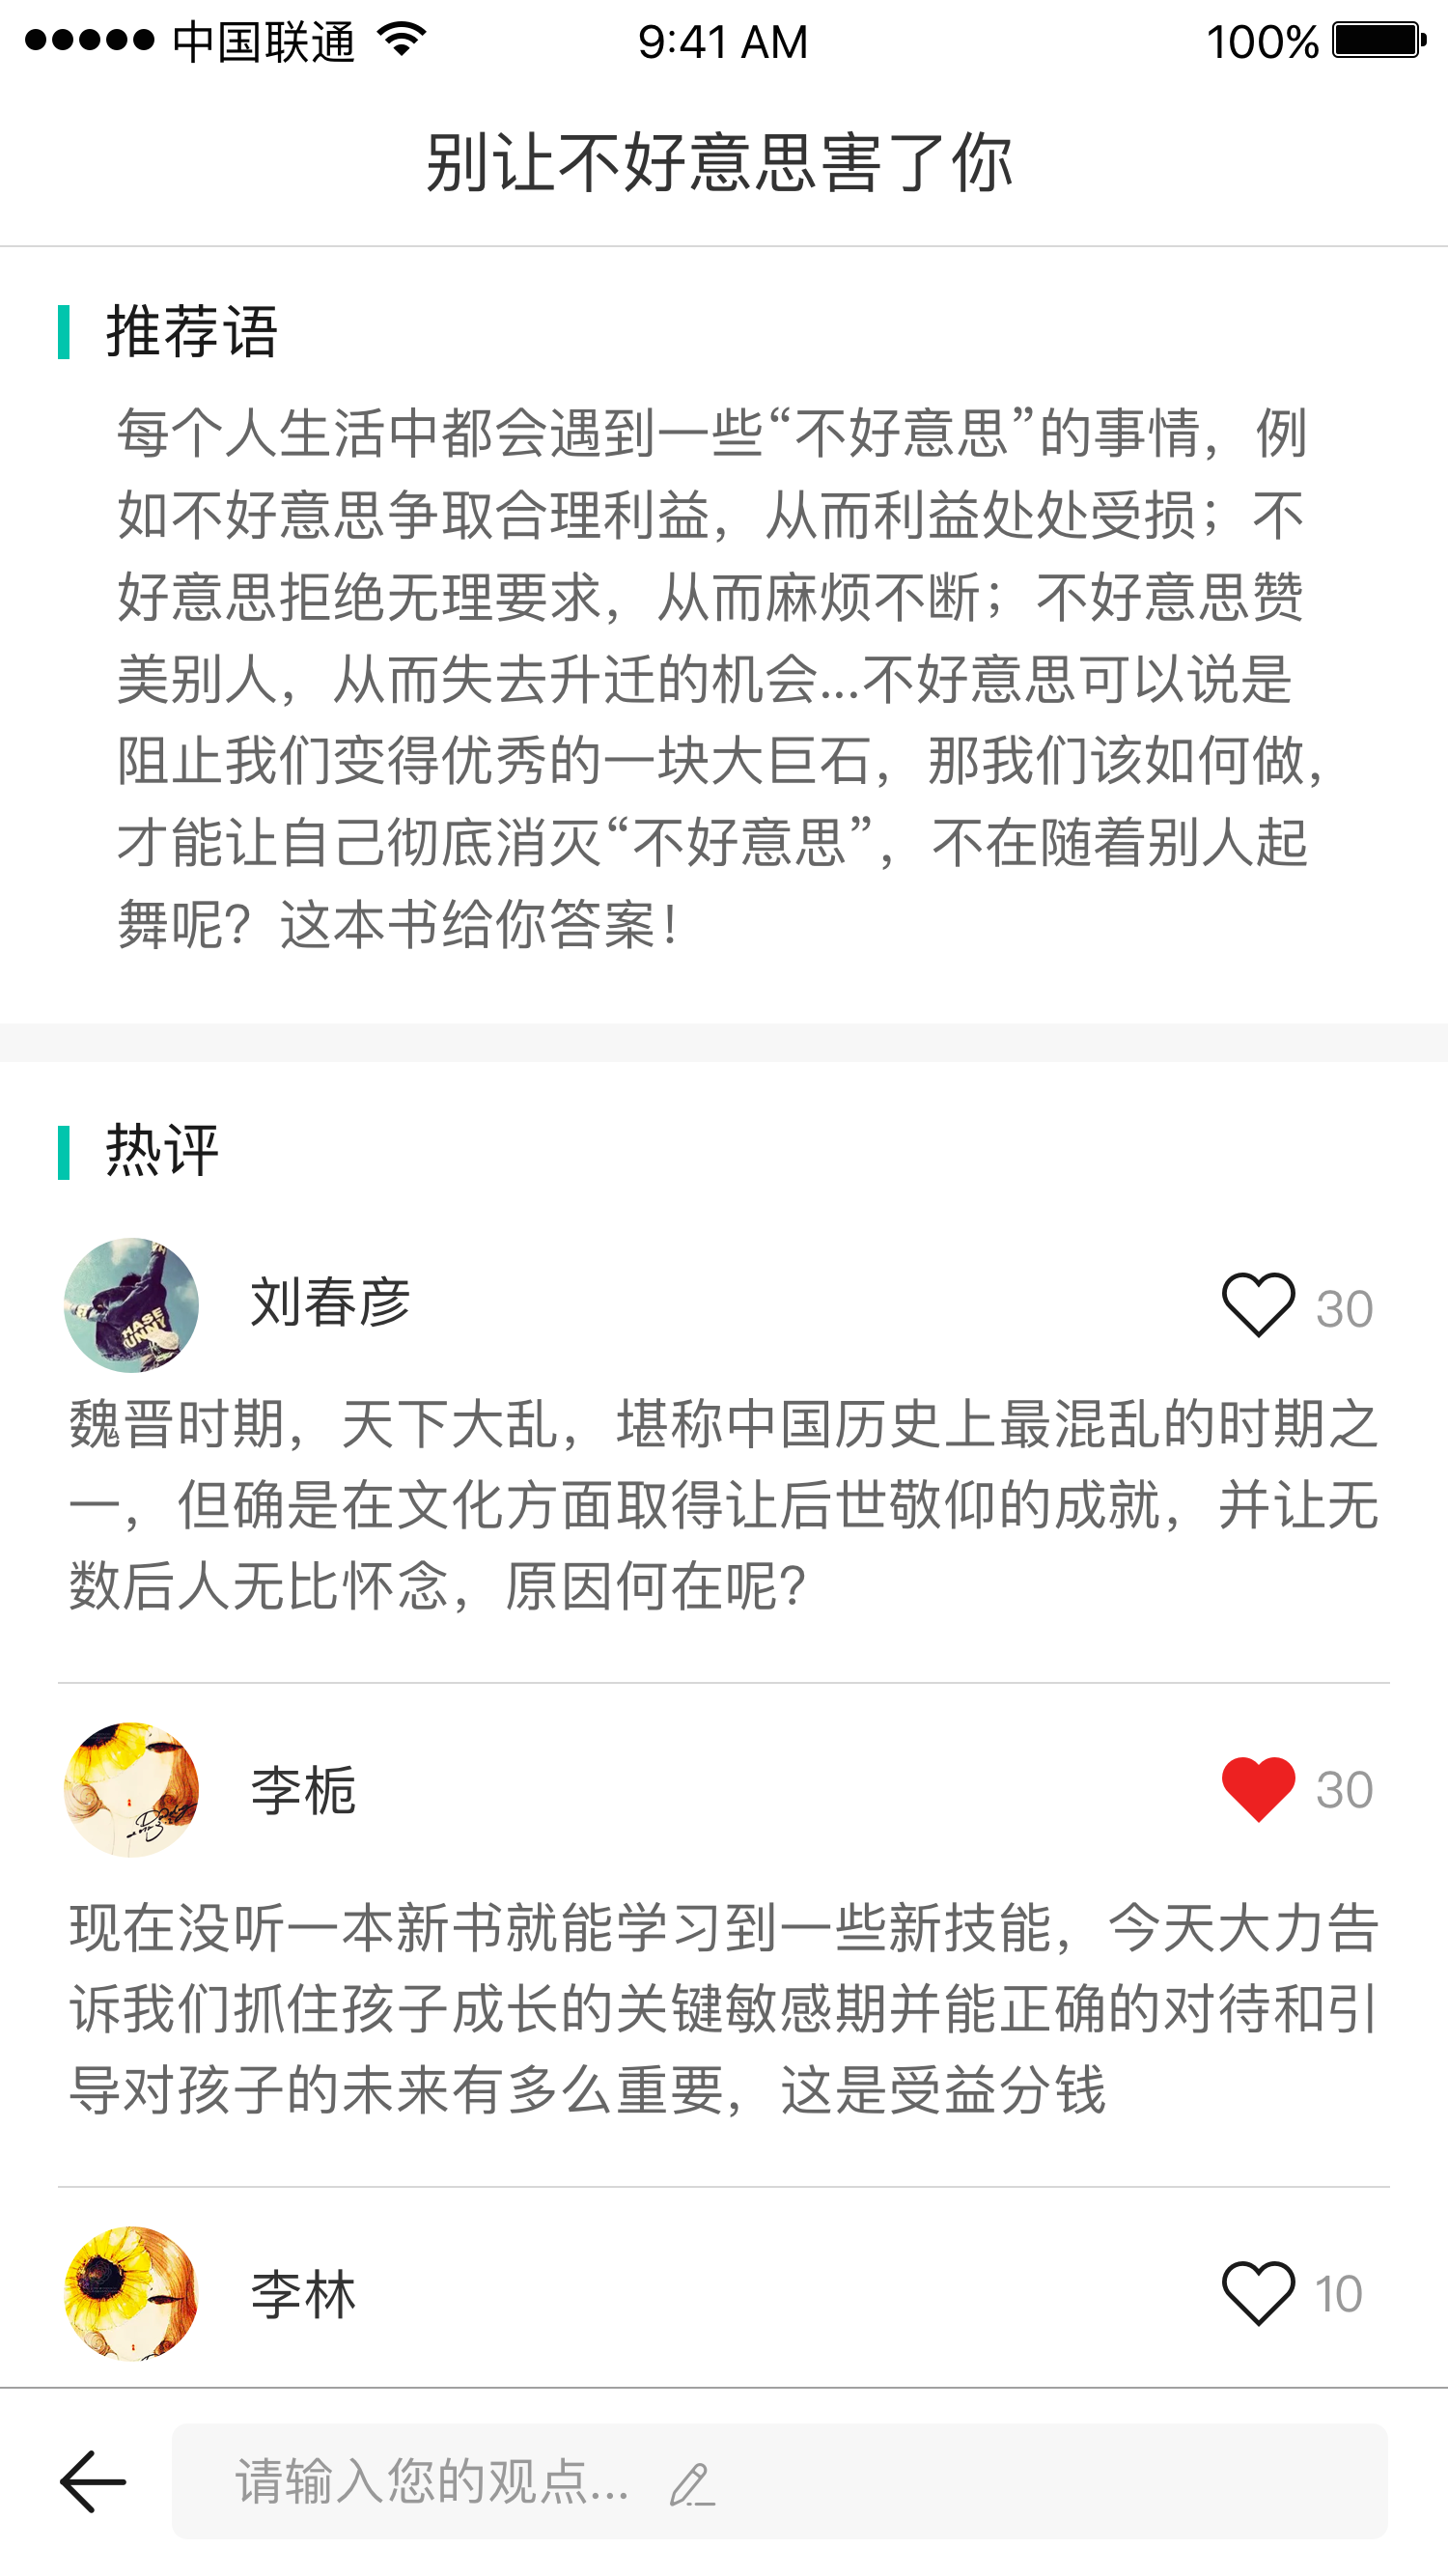 中国联通 9:41 AM 100%
别让不好意思害了你
推荐语
每个人生活中都会遇到一些“不好意思”的事情，例
如不好意思争取合理利益，从而利益处处受损；不
好意思拒绝无理要求，从而麻烦不断；不好意思赞
美别人，从而失去升迁的机会...不好意思可以说是
阻止我们变得优秀的一块大巨石，那我们该如何做，
才能让自己彻底消灭“不好意思”，不在随着别人起
舞呢？这本书给你答案！
热评
刘春彦 30
魏晋时期，天下大乱，堪称中国历史上最混乱的时期之
一，但确是在文化方面取得让后世敬仰的成就，并让无
数后人无比怀念，原因何在呢？
李栀 30
现在没听一本新书就能学习到一些新技能，今天大力告
诉我们抓住孩子成长的关键敏感期并能正确的对待和引
导对孩子的未来有多么重要，这是受益分钱
李林 10
请输入您的观点...